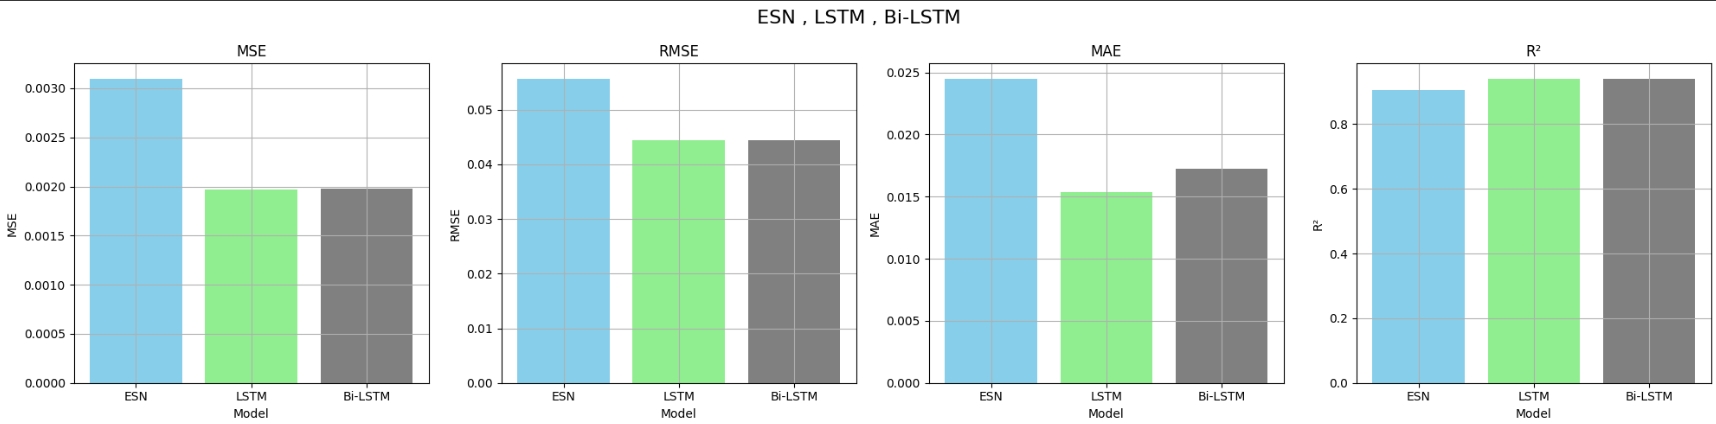 ESN , LSTM , Bi-LSTM
MSE
MSE
0.0030
0.0025
0.0020
0.0015
0.0010
0.0005
0.0000
ESN LSTM Bi-LSTM
Model
RMSE
RMSE
0.05
0.04
0.03
0.02
0.01
0.00
ESN LSTM Bi-LSTM
Model
MAE
MAE
0.025
0.020
0.015
0.010
0.005
0.000
ESN LSTM Bi-LSTM
Model
R²
R²
0.8
0.6
0.4
0.2
0.0
ESN LSTM Bi-LSTM
Model